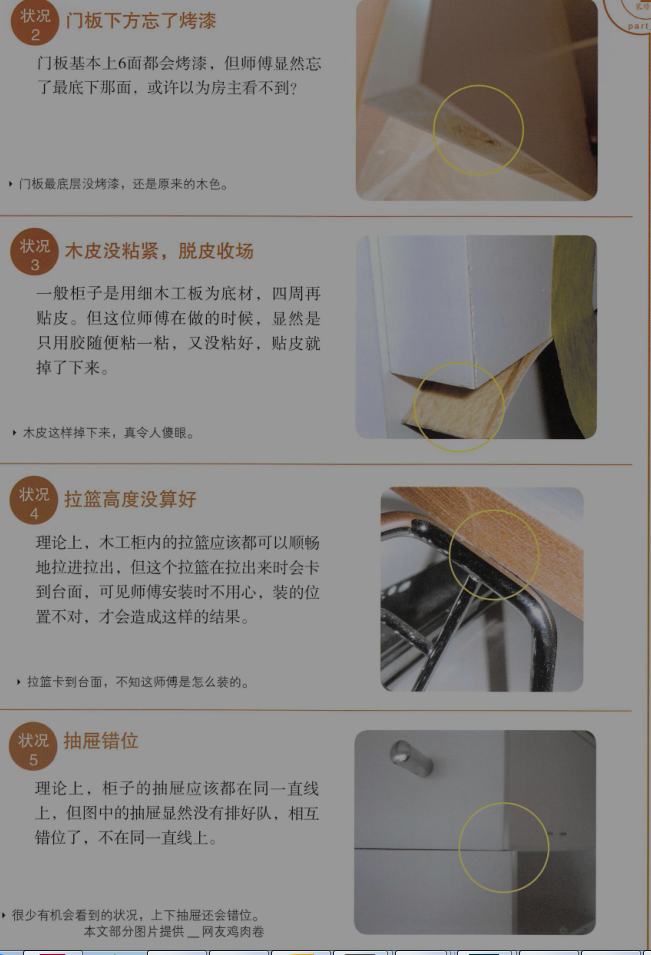 状况
2
门板下方忘了烤漆
门板基本上6面都会烤漆，但师傅显然忘
了最底下那面，或许以为房主看不到？
门板最底层没烤漆，还是原来的木色。
part
状况
3
木皮没粘紧，脱皮收场
一般柜子是用细木工板为底材，四周再
贴皮。但这位师傅在做的时候，显然是
只用胶随便粘一粘，又没粘好，贴皮就
掉了下来。
木皮这样掉下来，真令人傻眼。
状况
4
拉篮高度没算好
理论上，木工柜内的拉篮应该都可以顺畅
地拉进拉出，但这个拉篮在拉出来时会卡
到台面，可见师傅安装时不用心，装的位
置不对，才会造成这样的结果。
拉篮卡到台面，不知这师傅是怎么装的。
状况
5
抽屉错位
理论上，柜子的抽屉应该都在同一直线
上，但图中的抽屉显然没有排好队，相互
错位了，不在同一直线上。
很少有机会看到的状况，上下抽屉还会错位。
本文部分图片提供＿网友鸡肉卷